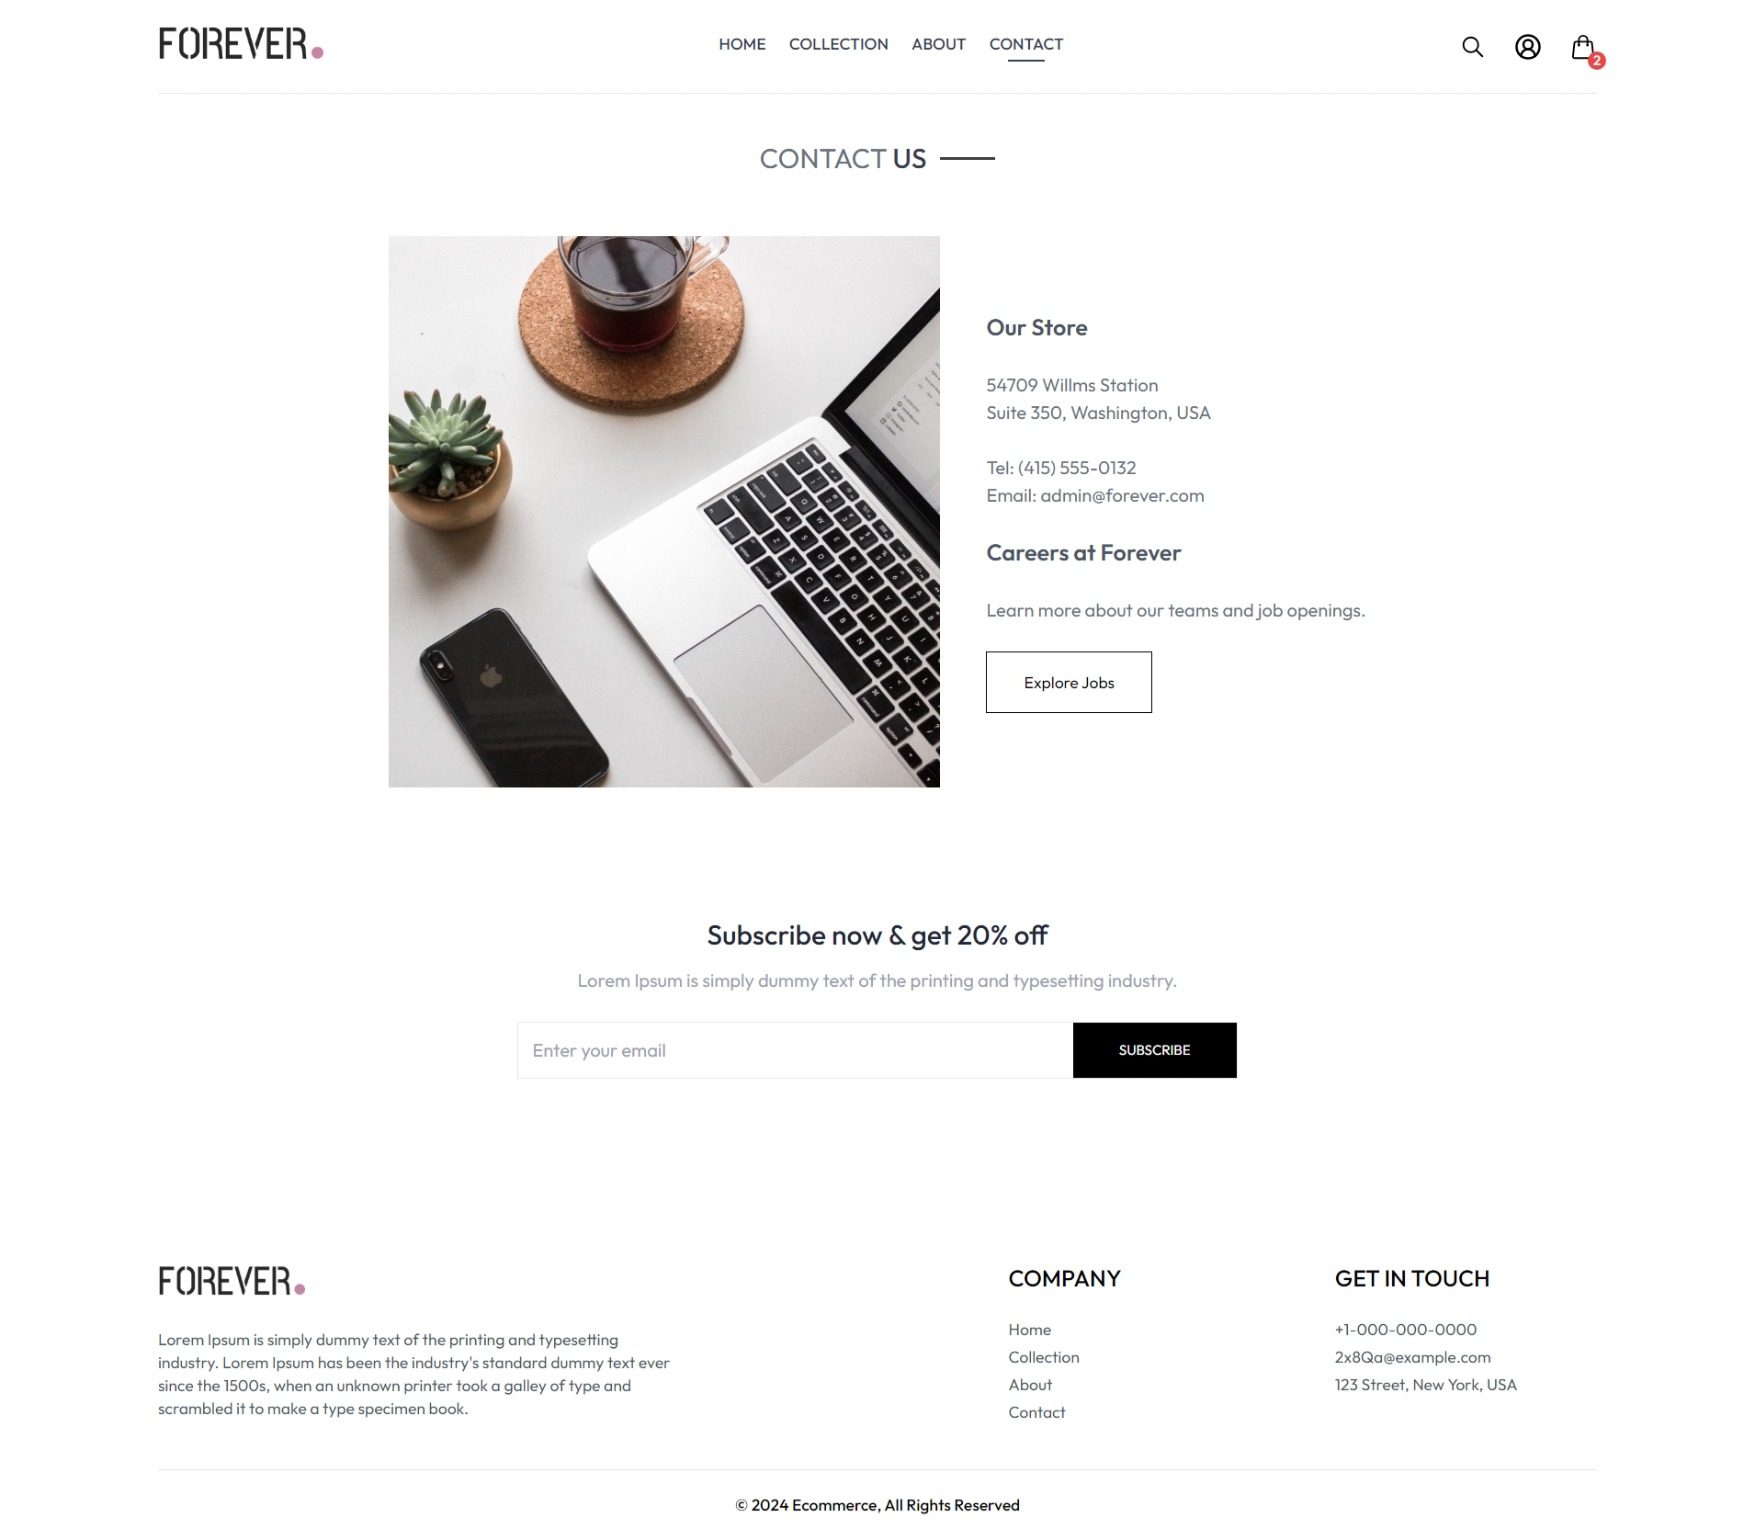 FOREVER.
HOME COLLECTION ABOUT CONTACT
2
CONTACT US
Our Store
54709 Willms Station
Suite 350, Washington, USA
Tel: (415) 555-0132
Email: admin@forever.com
Careers at Forever
Learn more about our teams and job openings.
Explore Jobs
Subscribe now & get 20% off
Lorem Ipsum is simply dummy text of the printing and typesetting industry.
Enter your email
SUBSCRIBE
FOREVER.
Lorem Ipsum is simply dummy text of the printing and typesetting
industry. Lorem Ipsum has been the industry's standard dummy text ever
since the 1500s, when an unknown printer took a galley of type and
scrambled it to make a type specimen book.
COMPANY
Home
Collection
About
Contact
GET IN TOUCH
+1-000-000-0000
2x8Qa@example.com
123 Street, New York, USA
© 2024 Ecommerce, All Rights Reserved